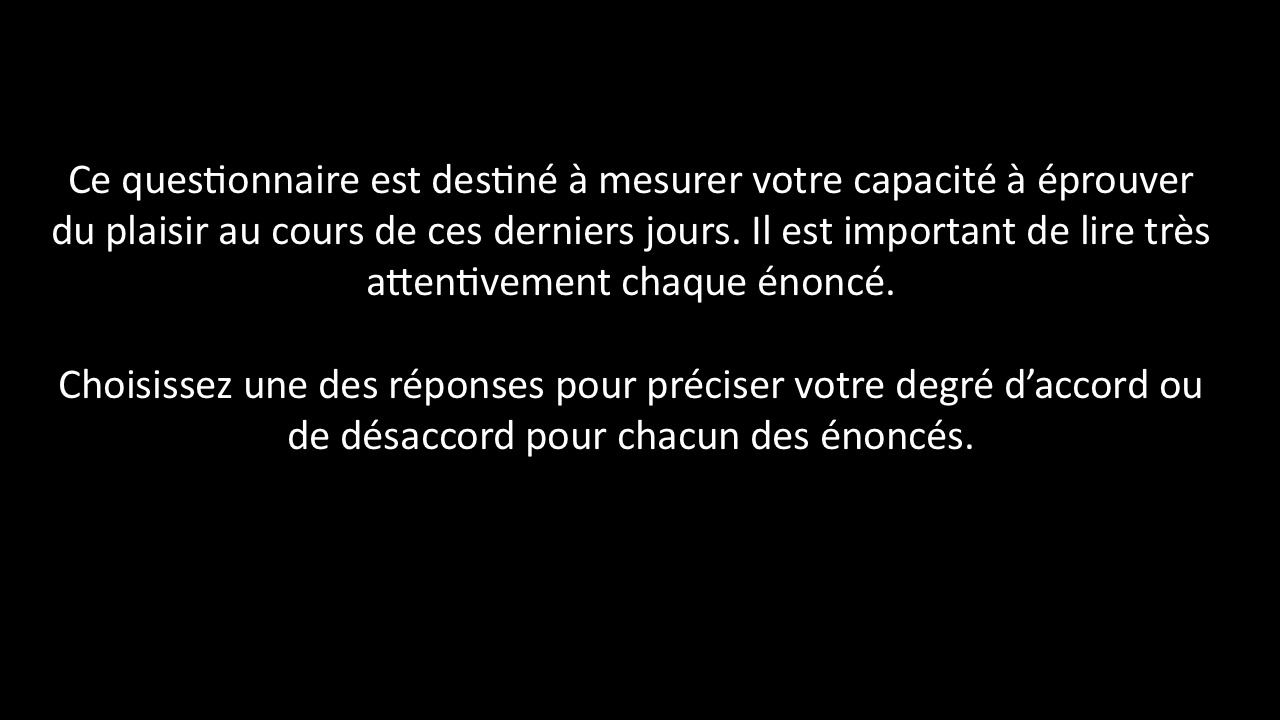 Ce questionnaire est destiné à mesurer votre capacité à éprouver
du plaisir au cours de ces derniers jours. Il est important de lire très
attentivement chaque énoncé.
Choisissez une des réponses pour préciser votre degré d’accord ou
de désaccord pour chacun des énoncés.